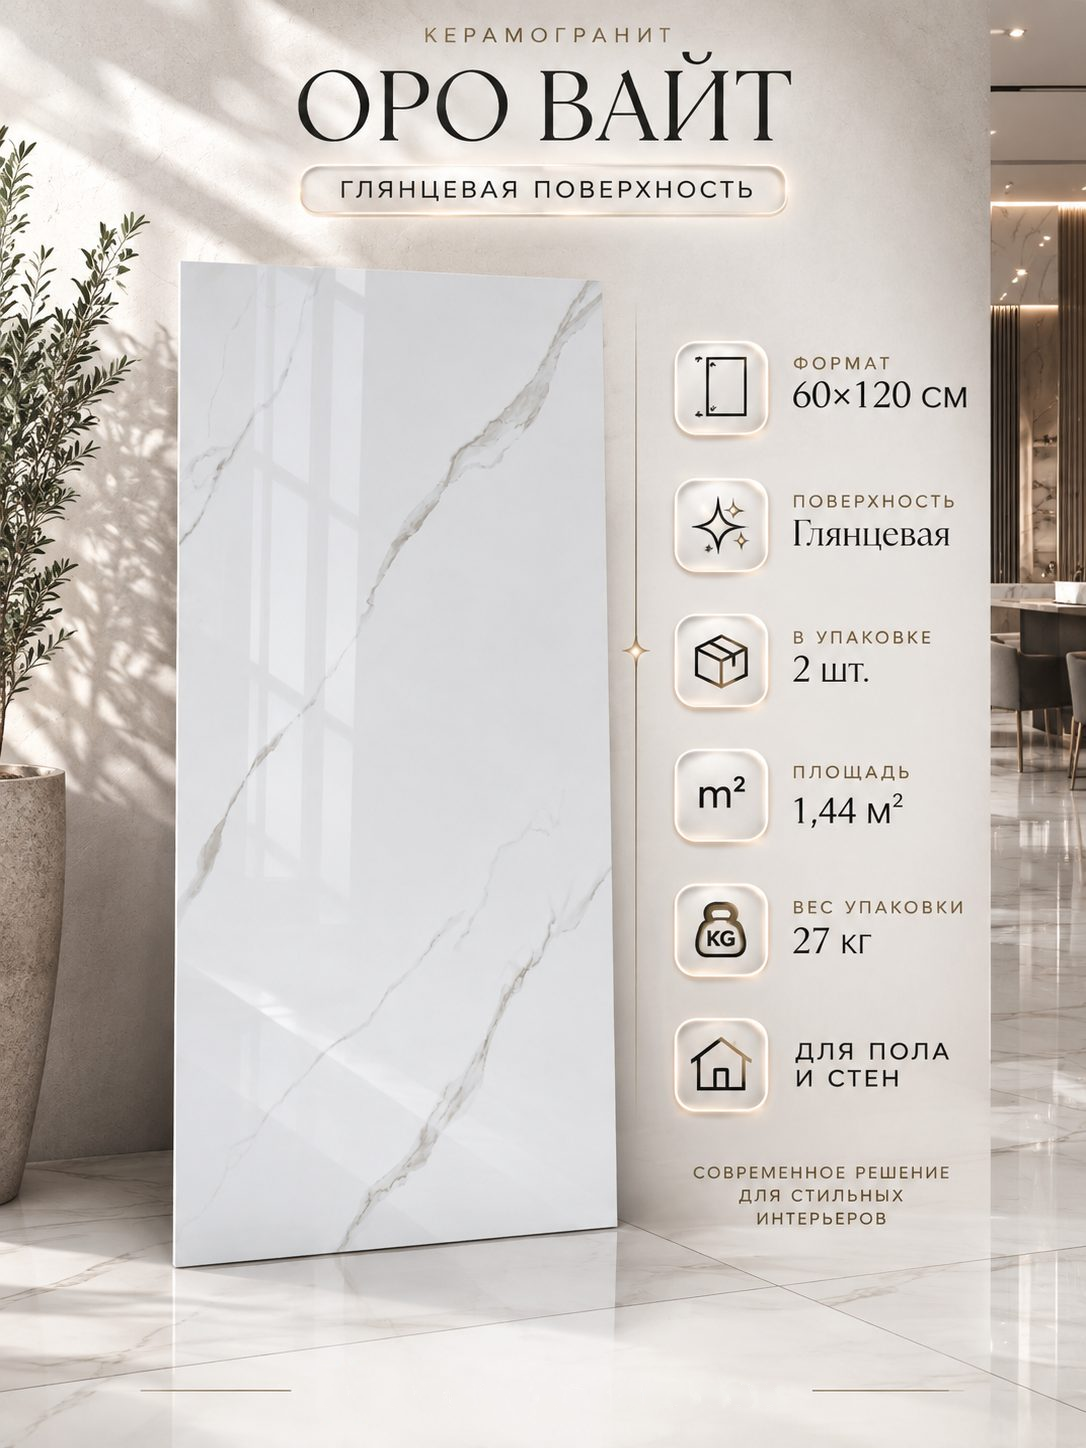 КЕРАМОГРАНИТ
ОРО ВАЙТ
ГЛЯНЦЕВАЯ ПОВЕРХНОСТЬ
ФОРМАТ
60×120 СМ
ПОВЕРХНОСТЬ
Глянцевая
В УПАКОВКЕ
2 шт.
m²
ПЛОЩАДЬ
1,44 м²
KG
ВЕС УПАКОВКИ
27 кг
ДЛЯ ПОЛА
И СТЕН
СОВРЕМЕННОЕ РЕШЕНИЕ
ДЛЯ СТИЛЬНЫХ
ИНТЕРЬЕРОВ